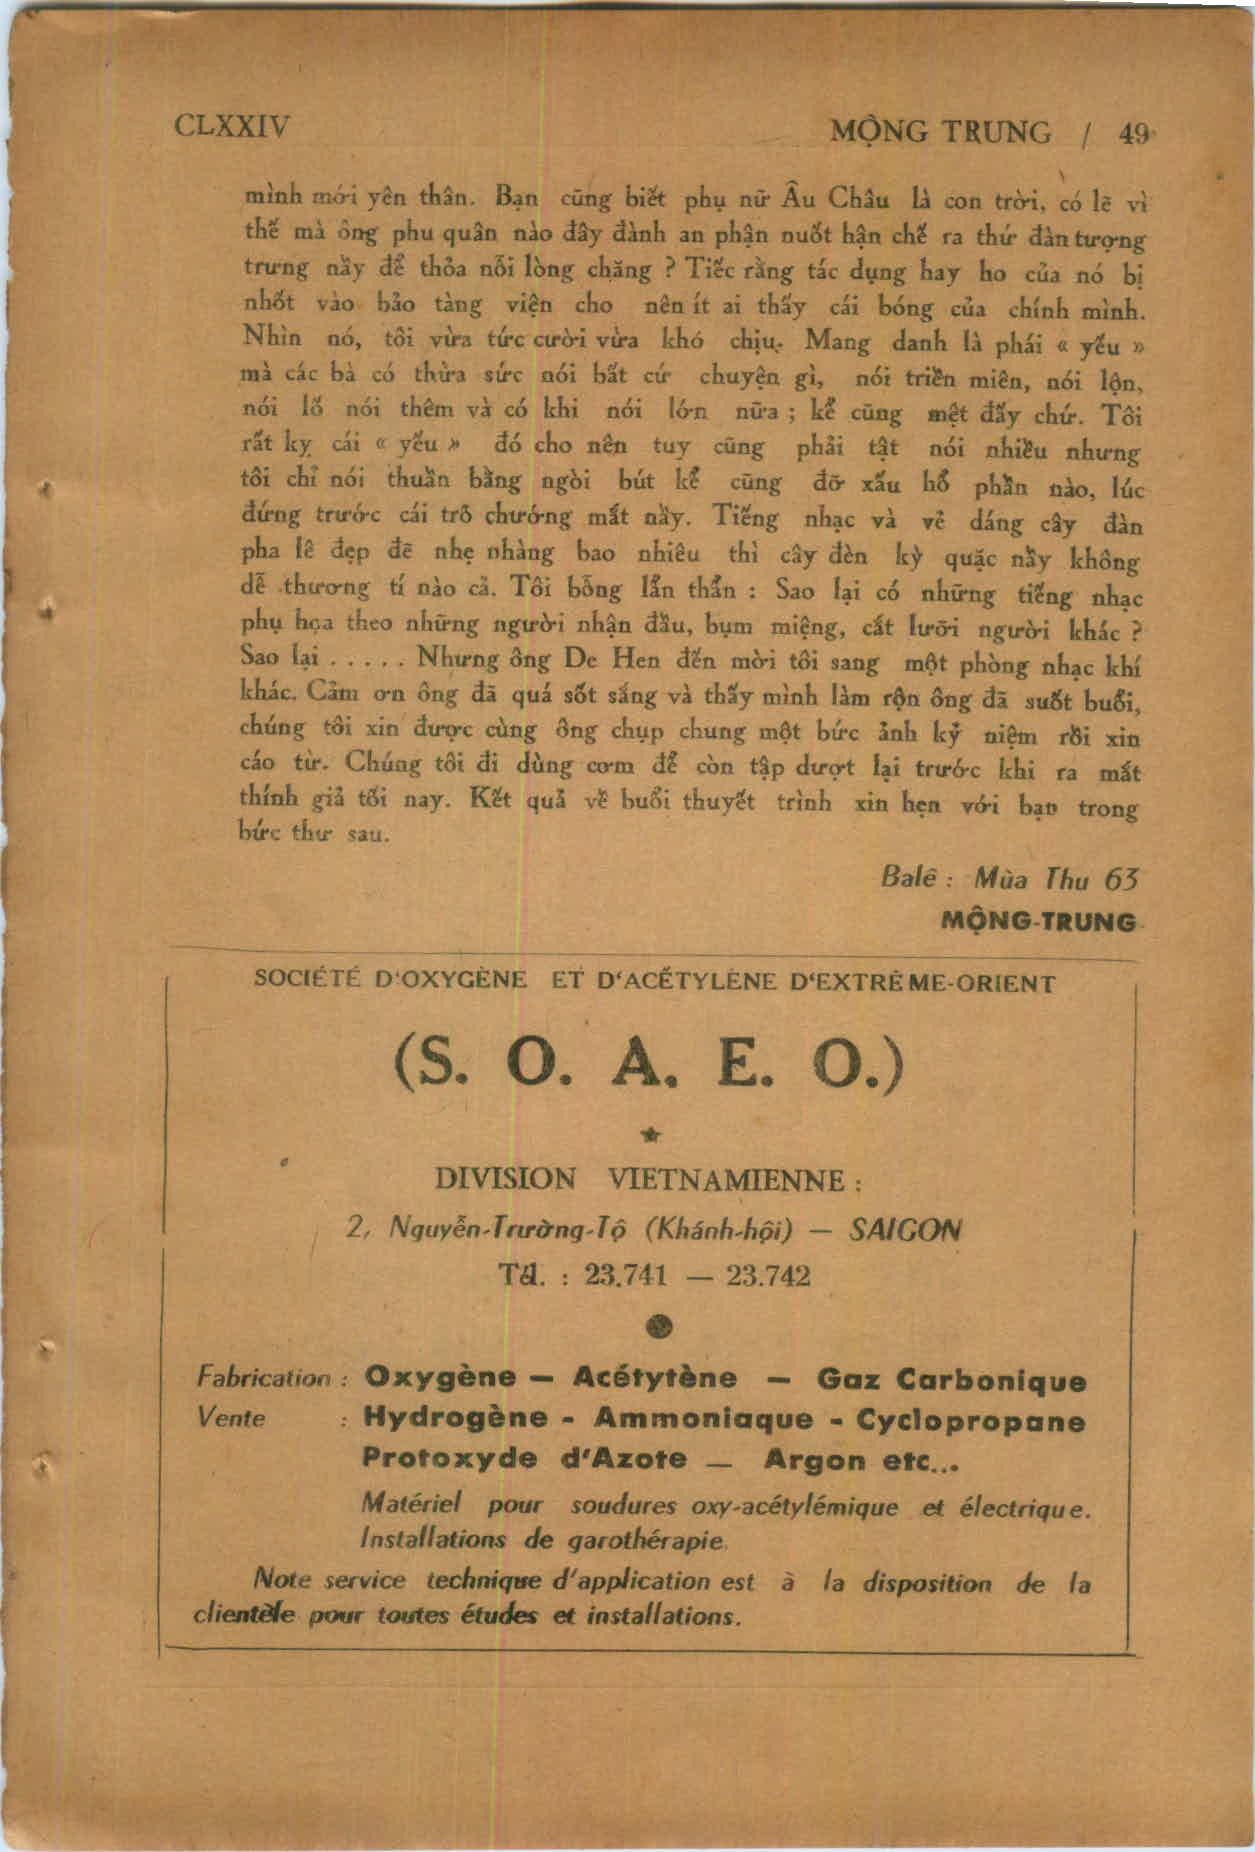 CLXXIV
MỘNG TRUNG / 49
mình mới yên thân. Bạn cũng biết phụ nữ Âu Châu là con trời, có lẽ vì
thế mà ông phu quân nào đây đành an phận nuốt hận chế ra thứ đàn tượng
trưng nầy để thỏa nỗi lòng chăng ? Tiếc rằng tác dụng hay ho của nó bị
nhốt vào bảo tàng viện cho nên ít ai thấy cái bóng của chính mình.
Nhìn nó, tôi vừa tức cười vừa khó chịu. Mang danh là phái « yếu »
mà các bà có thừa sức nói bất cứ chuyện gì, nói triền miên, nói lộn,
nói lố nói thêm và có khi nói lớn nữa ; kể cũng mệt đấy chứ. Tôi
rất kỵ cái « yếu » đó cho nên tuy cũng phải tật nói nhiều nhưng
tôi chỉ nói thuần bằng ngòi bút kể cũng đỡ xấu hổ phần nào, lúc
đứng trước cái trô chướng mắt nầy. Tiếng nhạc và vẻ dáng cây đàn
pha lê đẹp đẽ nhẹ nhàng bao nhiêu thì cây đèn kỳ quặc nầy không
dễ thương tí nào cả. Tôi bỗng lẩn thẩn : Sao lại có những tiếng nhạc
phụ họa theo những người nhận đầu, bụm miệng, cắt lưỡi người khác ?
Sao lại . . . . . Nhưng ông De Hen đến mời tôi sang một phòng nhạc khí
khác. Cảm ơn ông đã quá sốt sắng và thấy mình làm rộn ông đã suốt buổi,
chúng tôi xin được cùng ông chụp chung một bức ảnh kỷ niệm rồi xin
cáo từ. Chúng tôi đi dùng cơm để còn tập dượt lại trước khi ra mắt
thính giả tối nay. Kết quả về buổi thuyết trình xin hẹn với bạn trong
bức thư sau.
Balê : Mùa Thu 63
MỘNG-TRUNG
SOCIÉTÉ D'OXYGÈNE ET D'ACÉTYLÈNE D'EXTRÊME-ORIENT
(S. O. A. E. O.)
DIVISION VIETNAMIENNE :
2, Nguyễn-Trường-Tộ (Khánh-hội) — SAIGON
Tél. : 23.741 — 23.742
Fabrication : Oxygène — Acétytène — Gaz Carbonique
Vente : Hydrogène - Ammoniaque - Cyclopropane
Protoxyde d'Azote — Argon etc...
Matériel pour soudures oxy-acétylémique et électrique.
Installations de garothérapie.
Note service technique d'application est à la disposition de la
clientèle pour toutes études et installations.